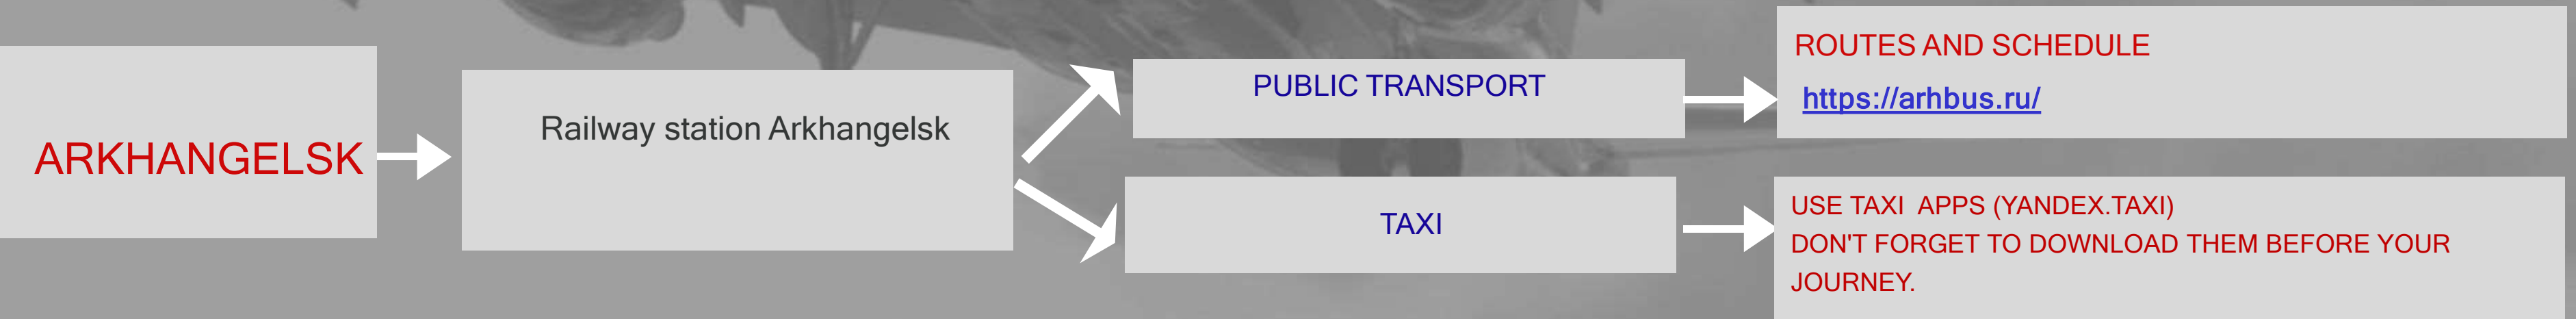 ARKHANGELSK
Railway station Arkhangelsk
PUBLIC TRANSPORT
ROUTES AND SCHEDULE
https://arhbus.ru/
TAXI
USE TAXI  APPS (YANDEX.TAXI)
DON'T FORGET TO DOWNLOAD THEM BEFORE YOUR
JOURNEY.